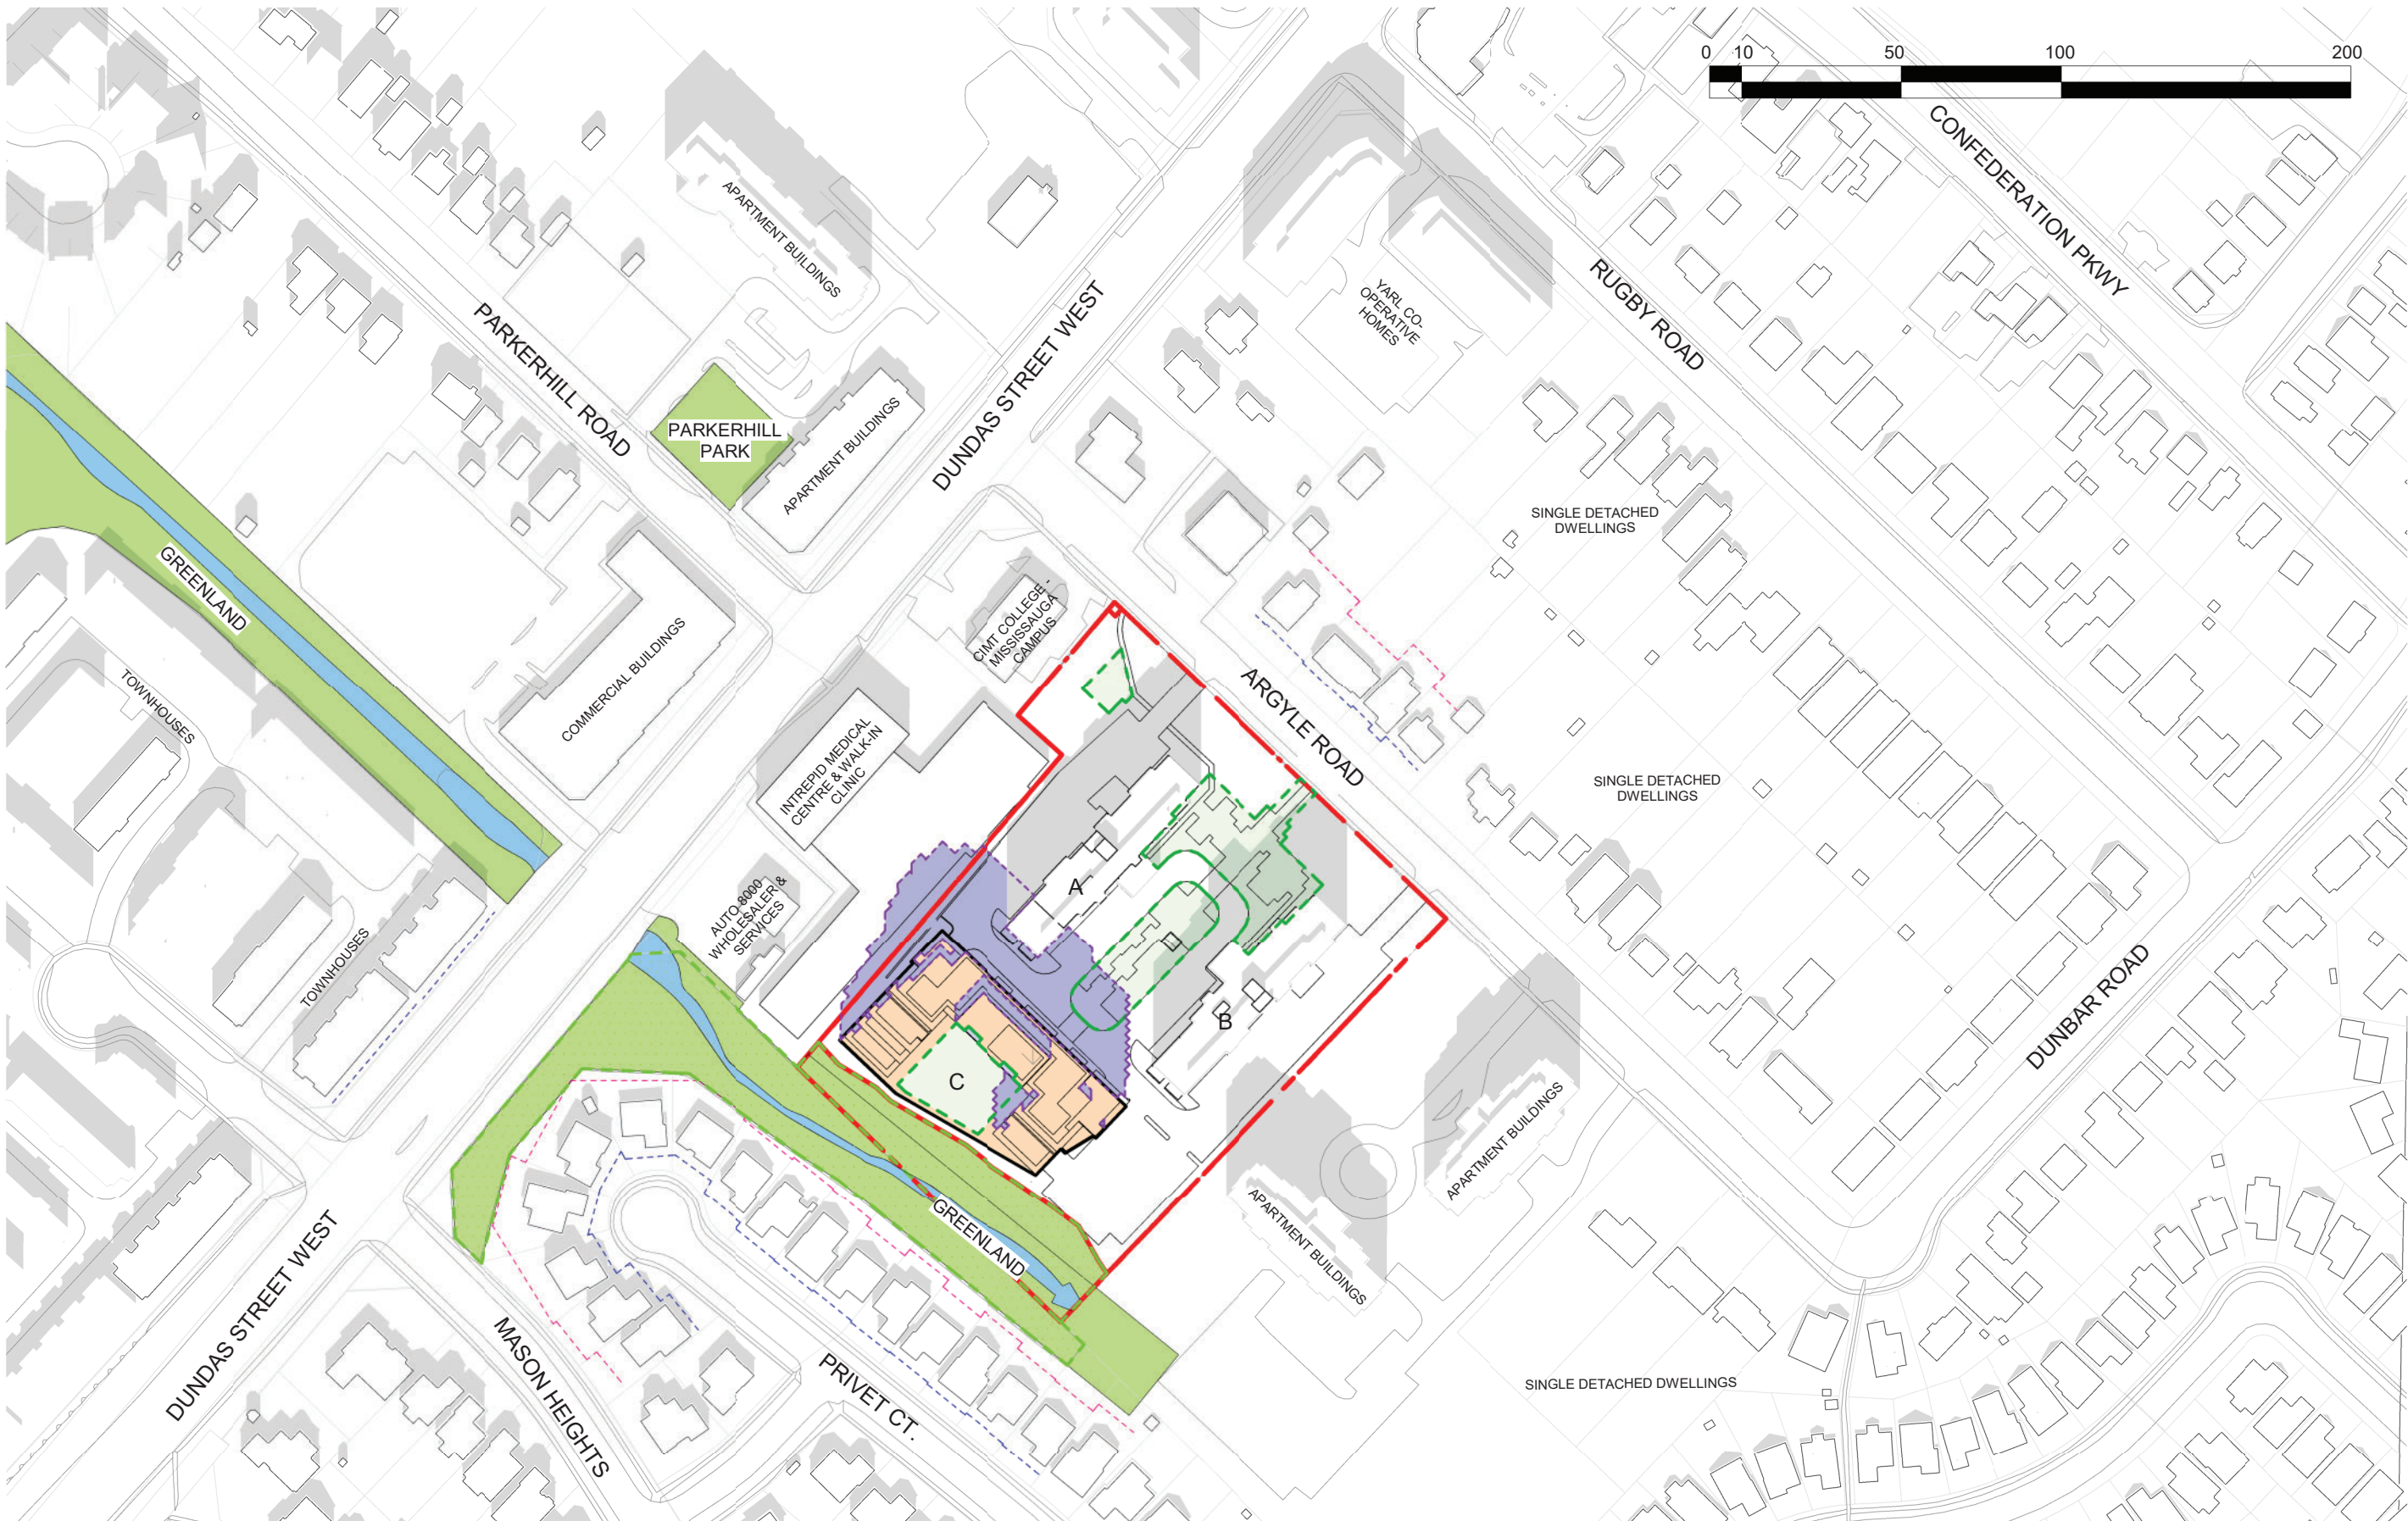 0 10 50 100 200
CONFEDERATION PKWY
APARTMENT BUILDINGS
YARL CO-
OPERATIVE
HOMES
RUGBY ROAD
PARKERHILL ROAD
DUNDAS STREET WEST
PARKERHILL
PARK
APARTMENT BUILDINGS
SINGLE DETACHED
DWELLINGS
GREENLAND
CIMT COLLEGE -
MISSISSAUGA
CAMPUS
COMMERCIAL BUILDINGS
TOWNHOUSES
ARGYLE ROAD
INTREPID MEDICAL
CENTRE & WALK-IN
CLINIC
SINGLE DETACHED
DWELLINGS
A
AUTO 8000
WHOLESALER &
SERVICES
TOWNHOUSES
B
DUNBAR ROAD
C
APARTMENT BUILDINGS
GREENLAND
APARTMENT BUILDINGS
DUNDAS STREET WEST
MASON HEIGHTS
PRIVET CT.
SINGLE DETACHED DWELLINGS